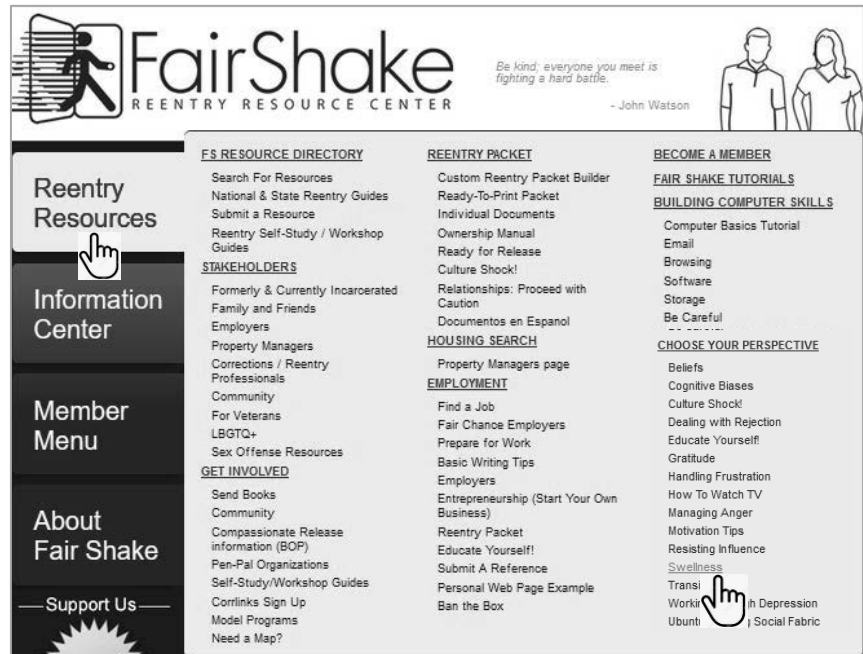 FairShake
REENTRY RESOURCE CENTER
Be kind; everyone you meet is
fighting a hard battle.
- John Watson
Reentry
Resources
Information
Center
Member
Menu
About
Fair Shake
Support Us
FS RESOURCE DIRECTORY
Search For Resources
National & State Reentry Guides
Submit a Resource
Reentry Self-Study / Workshop
Guides
STAKEHOLDERS
Formerly & Currently Incarcerated
Family and Friends
Employers
Property Managers
Corrections / Reentry
Professionals
Community
For Veterans
LBGTQ+
Sex Offense Resources
GET INVOLVED
Send Books
Community
Compassionate Release
information (BOP)
Pen-Pal Organizations
Self-Study/Workshop Guides
Corrlinks Sign Up
Model Programs
Need a Map?
REENTRY PACKET
Custom Reentry Packet Builder
Ready-To-Print Packet
Individual Documents
Ownership Manual
Ready for Release
Culture Shock!
Relationships: Proceed with
Caution
Documentos en Espanol
HOUSING SEARCH
Property Managers page
EMPLOYMENT
Find a Job
Fair Chance Employers
Prepare for Work
Basic Writing Tips
Employers
Entrepreneurship (Start Your Own
Business)
Reentry Packet
Educate Yourself!
Submit A Reference
Personal Web Page Example
Ban the Box
BECOME A MEMBER
FAIR SHAKE TUTORIALS
BUILDING COMPUTER SKILLS
Computer Basics Tutorial
Email
Browsing
Software
Storage
Be Careful
CHOOSE YOUR PERSPECTIVE
Beliefs
Cognitive Biases
Culture Shock!
Dealing with Rejection
Educate Yourself!
Gratitude
Handling Frustration
How To Watch TV
Managing Anger
Motivation Tips
Resisting Influence
Swellness
Depression
Social Fabric